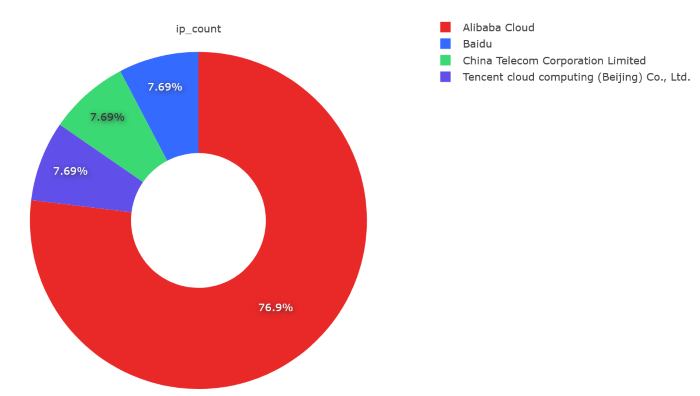 ip_count
Alibaba Cloud
Baidu
China Telecom Corporation Limited
Tencent cloud computing (Beijing) Co., Ltd.
7.69%
7.69%
7.69%
76.9%